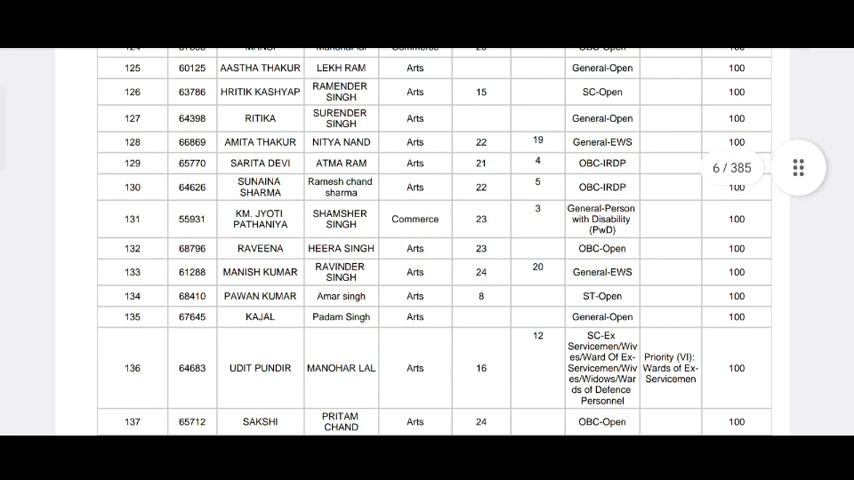 125 60125 AASTHA THAKUR LEKH RAM Arts General-Open 100
126 63786 HRITIK KASHYAP RAMENDER SINGH Arts 15 SC-Open 100
127 64398 RITIKA SURENDER SINGH Arts General-Open 100
128 66869 AMITA THAKUR NITYA NAND Arts 22 19 General-EWS 100
129 65770 SARITA DEVI ATMA RAM Arts 21 4 OBC-IRDP
6 / 385
130 64626 SUNAINA SHARMA Ramesh chand sharma Arts 22 5 OBC-IRDP 100
131 55931 KM. JYOTI PATHANIYA SHAMSHER SINGH Commerce 23 3 General-Person with Disability (PwD) 100
132 68796 RAVEENA HEERA SINGH Arts 23 OBC-Open 100
133 61288 MANISH KUMAR RAVINDER SINGH Arts 24 20 General-EWS 100
134 68410 PAWAN KUMAR Amar singh Arts 8 ST-Open 100
135 67645 KAJAL Padam Singh Arts General-Open 100
136 64683 UDIT PUNDIR MANOHAR LAL Arts 16 12 SC-Ex Servicemen/Wiv es/Ward Of Ex- Servicemen/Wiv es/Widows/War ds of Defence Personnel Priority (VI): Wards of Ex- Servicemen 100
137 65712 SAKSHI PRITAM CHAND Arts 24 OBC-Open 100